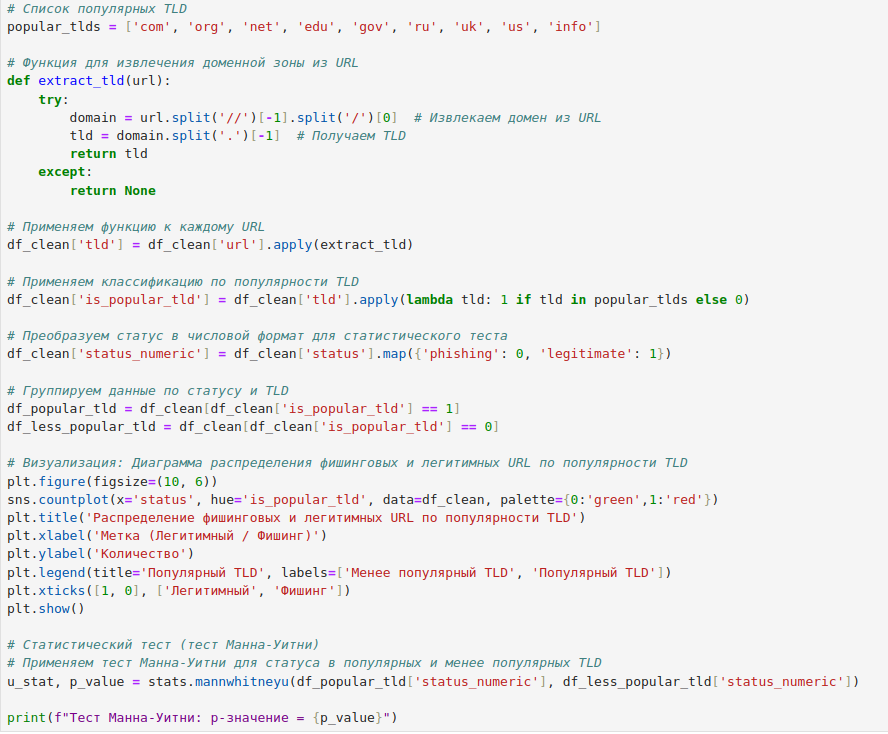 # Список популярных TLD
popular_tlds = ['com', 'org', 'net', 'edu', 'gov', 'ru', 'uk', 'us', 'info']

# Функция для извлечения доменной зоны из URL
def extract_tld(url):
    try:
        domain = url.split('//')[-1].split('/')[0]  # Извлекаем домен из URL
        tld = domain.split('.')[-1]  # Получаем TLD
        return tld
    except:
        return None

# Применяем функцию к каждому URL
df_clean['tld'] = df_clean['url'].apply(extract_tld)

# Применяем классификацию по популярности TLD
df_clean['is_popular_tld'] = df_clean['tld'].apply(lambda tld: 1 if tld in popular_tlds else 0)

# Преобразуем статус в числовой формат для статистического теста
df_clean['status_numeric'] = df_clean['status'].map({'phishing': 0, 'legitimate': 1})

# Группируем данные по статусу и TLD
df_popular_tld = df_clean[df_clean['is_popular_tld'] == 1]
df_less_popular_tld = df_clean[df_clean['is_popular_tld'] == 0]

# Визуализация: Диаграмма распределения фишинговых и легитимных URL по популярности TLD
plt.figure(figsize=(10, 6))
sns.countplot(x='status', hue='is_popular_tld', data=df_clean, palette={0:'green',1:'red'})
plt.title('Распределение фишинговых и легитимных URL по популярности TLD')
plt.xlabel('Метка (Легитимный / Фишинг)')
plt.ylabel('Количество')
plt.legend(title='Популярный TLD', labels=['Менее популярный TLD', 'Популярный TLD'])
plt.xticks([1, 0], ['Легитимный', 'Фишинг'])
plt.show()

# Статистический тест (тест Манна-Уитни)
# Применяем тест Манна-Уитни для статуса в популярных и менее популярных TLD
u_stat, p_value = stats.mannwhitneyu(df_popular_tld['status_numeric'], df_less_popular_tld['status_numeric'])

print(f"Тест Манна-Уитни: p-значение = {p_value}")